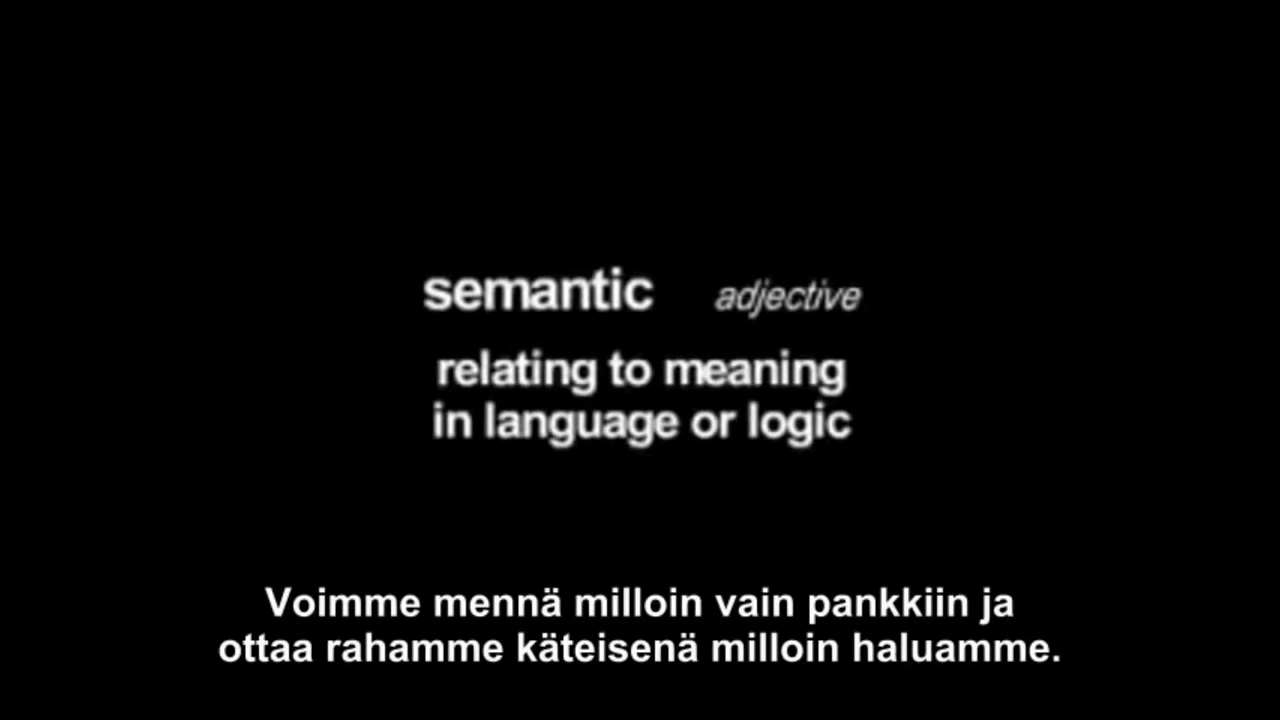 semantic adjective
relating to meaning
in language or logic
Voimme mennä milloin vain pankkiin ja
ottaa rahamme käteisenä milloin haluamme.